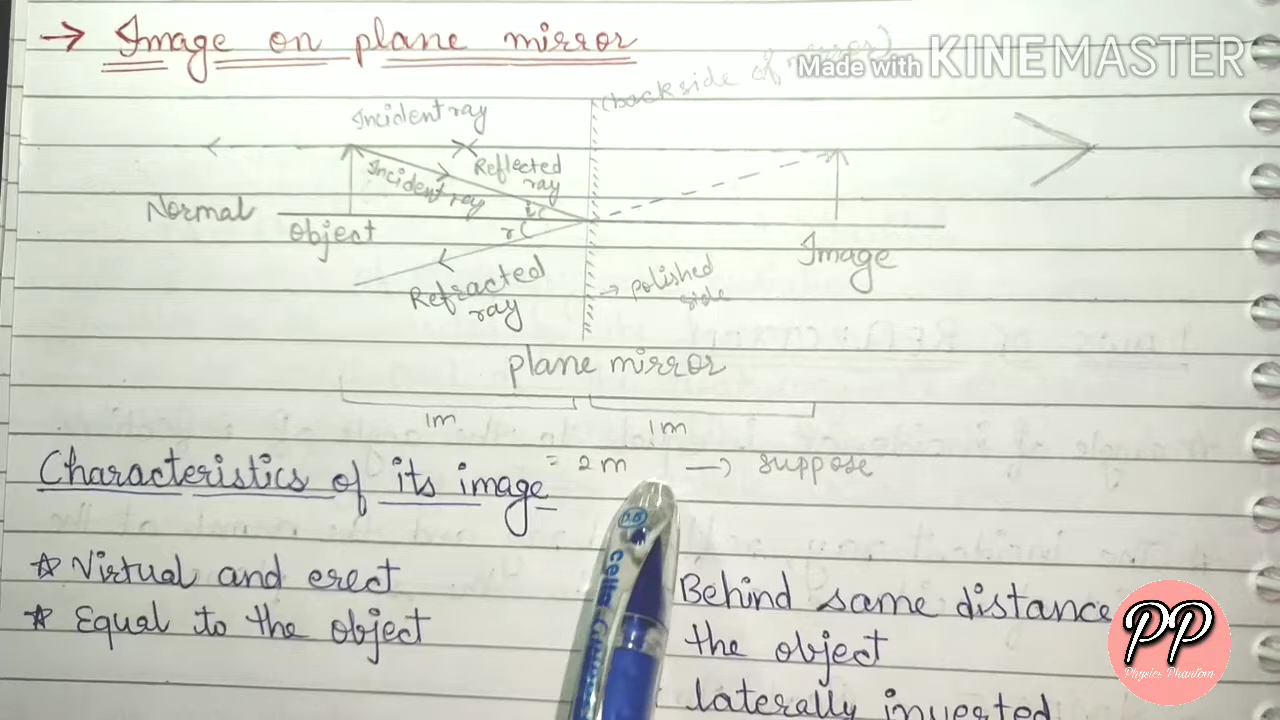 → Image on plane mirror
Made with KINEMASTER
(back side of mirror)
Incident ray
Reflected ray
Incident ray
i
Normal
r
object
Image
Refracted ray
→ polished side
plane mirror
1m
1m
= 2m → suppose
Characteristics of its image
☆ Virtual and erect
☆ Equal to the object
Behind same distance
the object
laterally inverted
PP
Physics Phantom
Cello